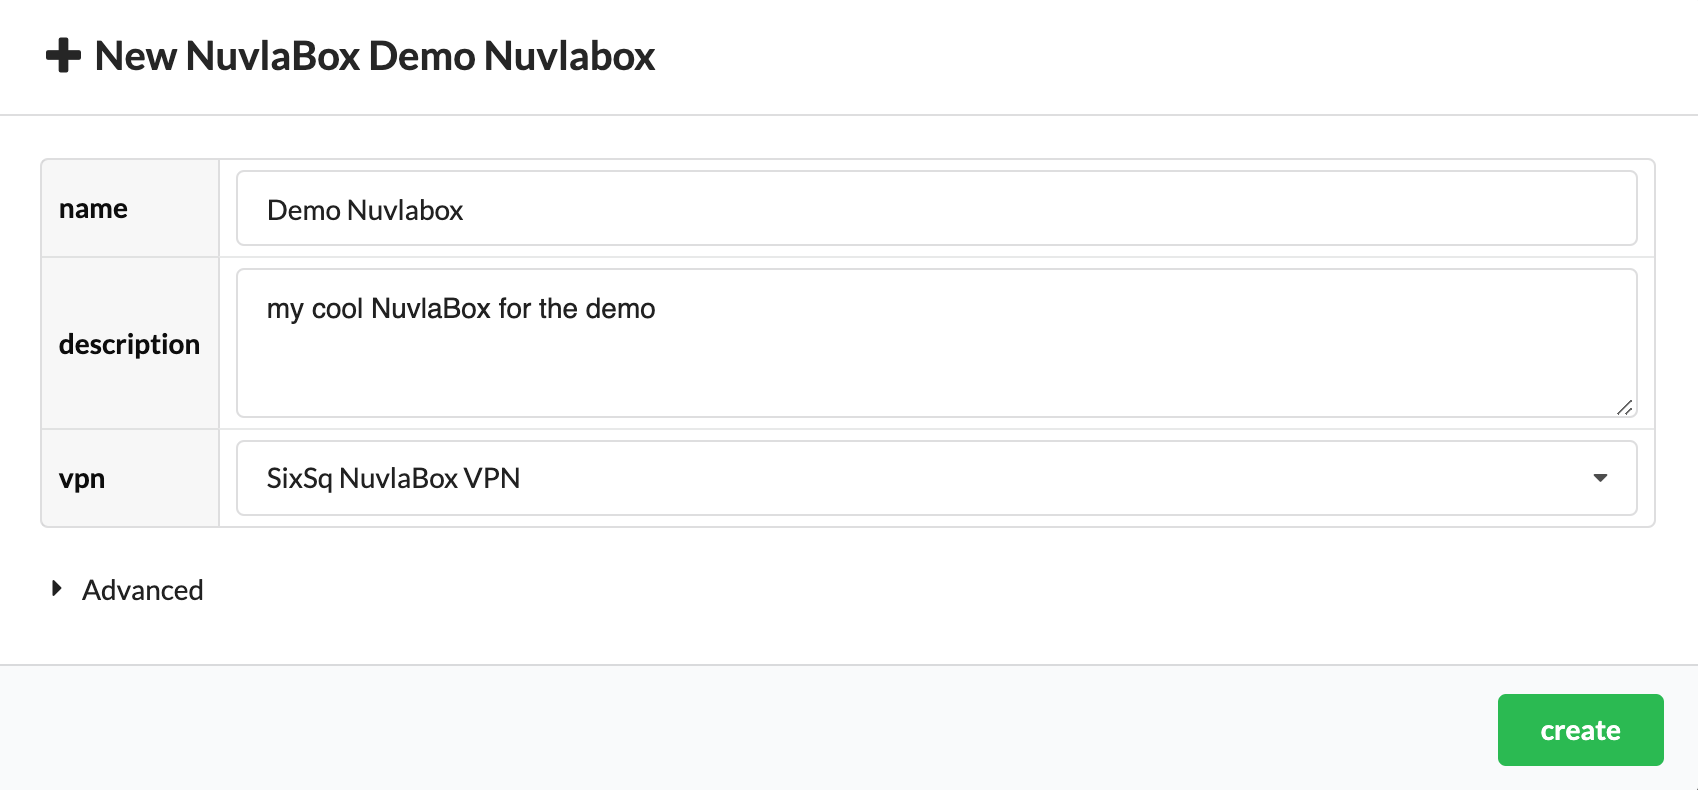 New NuvlaBox Demo Nuvlabox
name
Demo Nuvlabox
description
my cool NuvlaBox for the demo
vpn
SixSq NuvlaBox VPN
Advanced
create